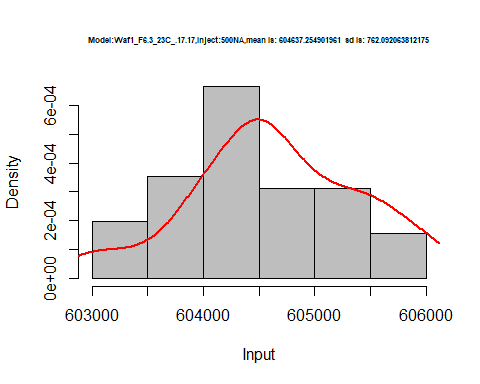 Model:Waf1_F6.3_23C_.17.17,Inject:500NA,mean is: 604637.254901961 sd is: 762.092063812175
Density
6e-04
4e-04
2e-04
0e+00
603000 604000 605000 606000
Input